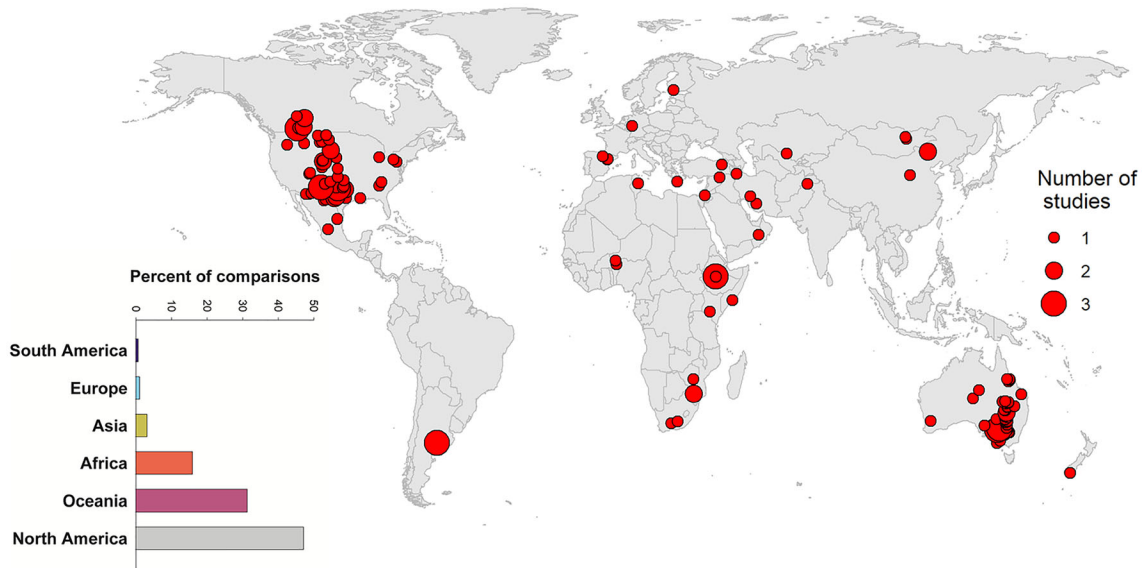 Number of
studies
1
2
3
Percent of comparisons
0
10
20
30
40
50
South America
Europe
Asia
Africa
Oceania
North America